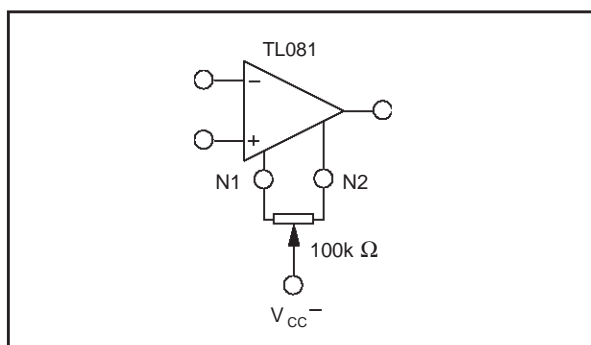 TL081
−
+
N1 N2
100k Ω
VCC−